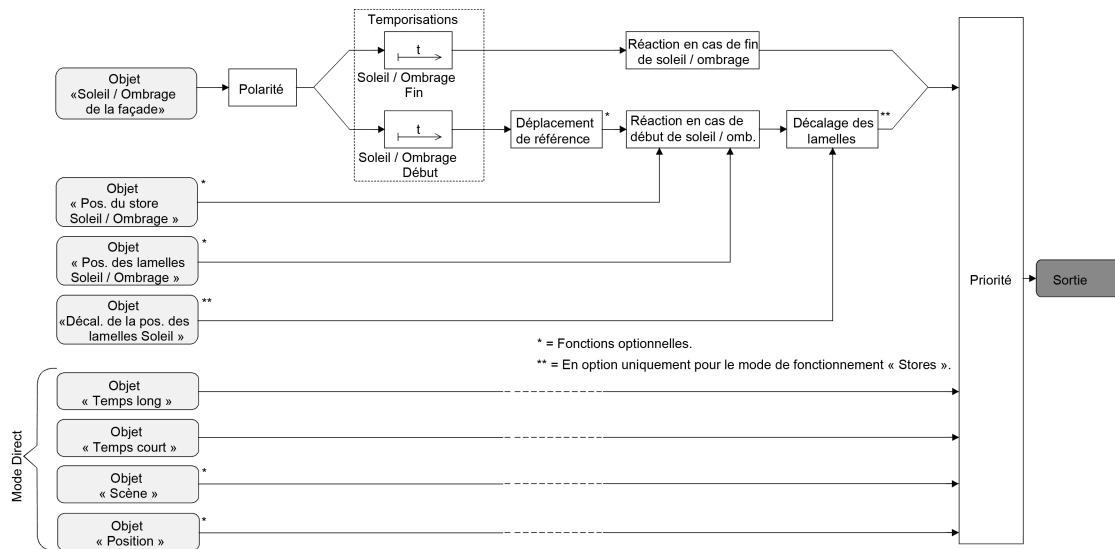 Temporisations
t
Soleil / Ombrage
Fin
Réaction en cas de fin
de soleil / ombrage
Objet
«Soleil / Ombrage
de la façade»
Polarité
t
Soleil / Ombrage
Début
Déplacement
de référence
*
Réaction en cas de
début de soleil / omb.
Décalage des
lamelles
**
Objet
« Pos. du store
Soleil / Ombrage »
*
Objet
« Pos. des lamelles
Soleil / Ombrage »
*
Objet
«Décal. de la pos. des
lamelles Soleil »
**
Priorité
Sortie
* = Fonctions optionnelles.
** = En option uniquement pour le mode de fonctionnement « Stores ».
Mode Direct
Objet
« Temps long »
Objet
« Temps court »
Objet
« Scène »
*
Objet
« Position »
*